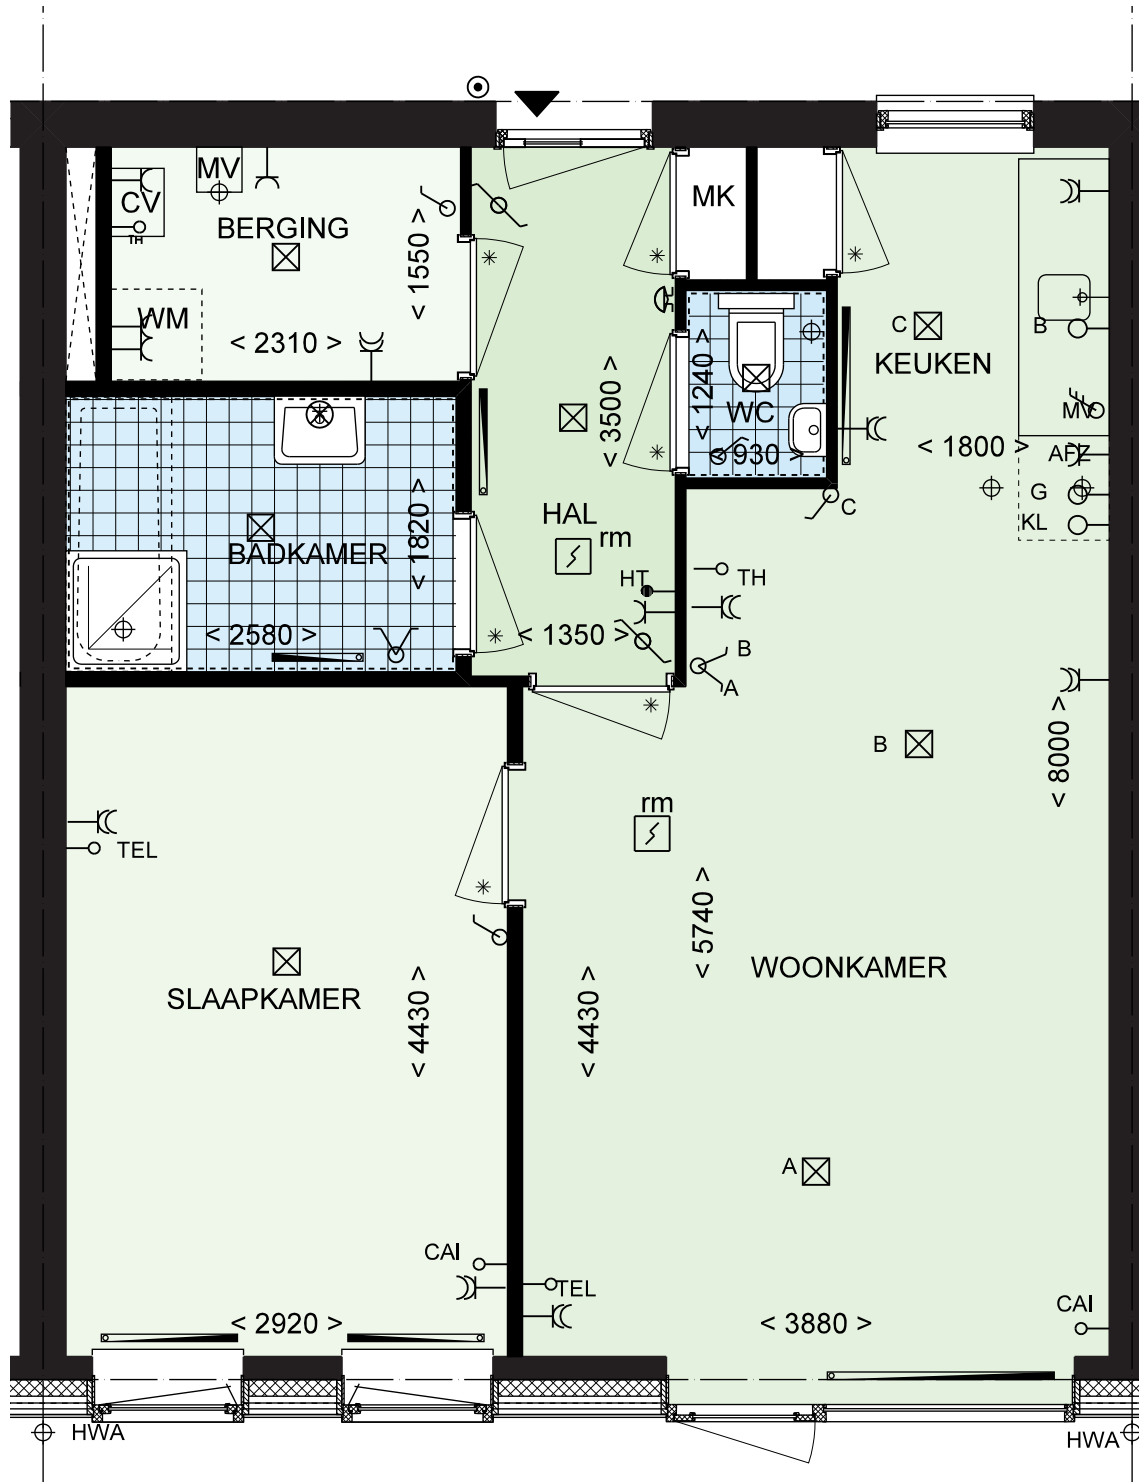 MV
CV
TH
BERGING
MK
< 1550 >
WM
< 2310 >
C
B
KEUKEN
< 3500 >
< 1240 >
WC
< 930 >
MV
< 1800 >
AFZ
G
KL
C
HAL
rm
BADKAMER
< 1820 >
HT
TH
< 2580 >
< 1350 >
B
A
B
< 8000 >
rm
TEL
< 5740 >
WOONKAMER
SLAAPKAMER
< 4430 >
< 4430 >
A
CAI
TEL
CAI
< 2920 >
< 3880 >
HWA
HWA